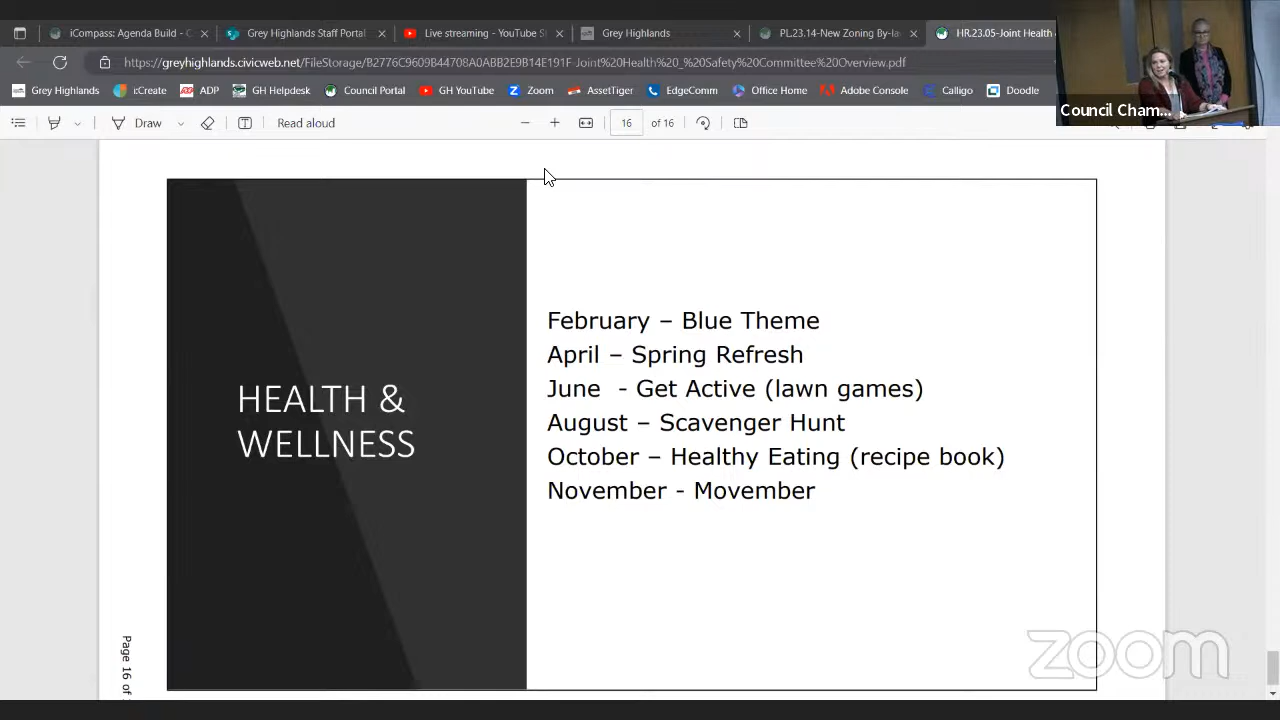 iCompass: Agenda Build - C
Grey Highlands Staff Portal
Live streaming - YouTube S
Grey Highlands
PL.23.14-New Zoning By-la
HR.23.05-Joint Health
https://greyhighlands.civicweb.net/FileStorage/B2776C9609B44708A0ABB2E9B14E191F-Joint%20Health%20_%20Safety%20Committee%20Overview.pdf
Grey Highlands
iCreate
ADP
GH Helpdesk
Council Portal
GH YouTube
Zoom
AssetTiger
EdgeComm
Office Home
Adobe Console
Calligo
Doodle
Council Cham...
Draw
Read aloud
16
of 16
HEALTH &
WELLNESS
February – Blue Theme
April – Spring Refresh
June - Get Active (lawn games)
August – Scavenger Hunt
October – Healthy Eating (recipe book)
November - Movember
Page 16 of
zoom